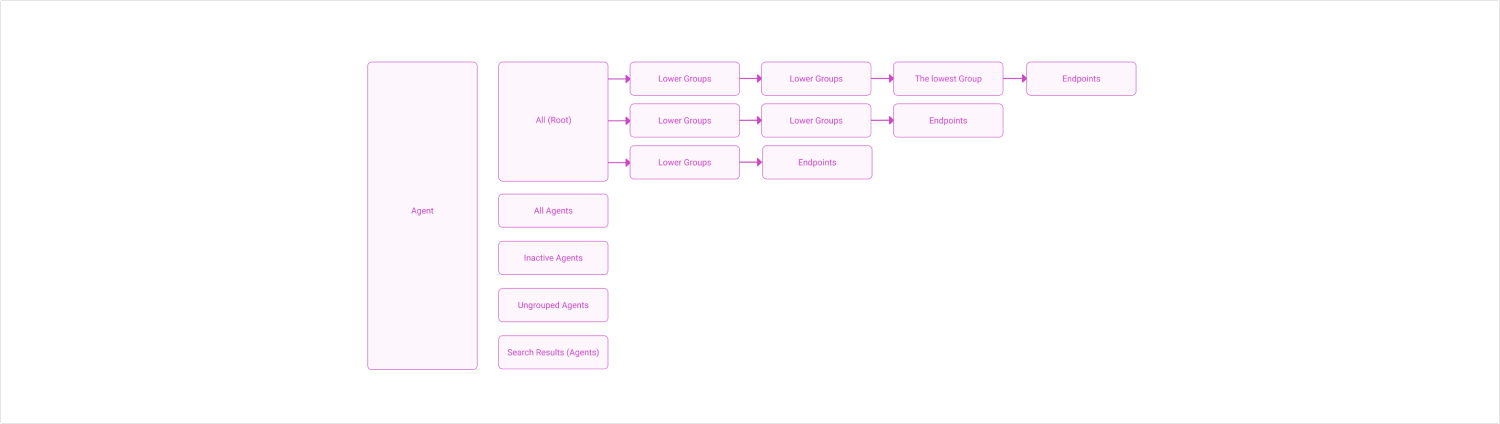 Agent
All (Root)
Lower Groups
Lower Groups
The lowest Group
Endpoints
Lower Groups
Lower Groups
Endpoints
Lower Groups
Endpoints
All Agents
Inactive Agents
Ungrouped Agents
Search Results (Agents)